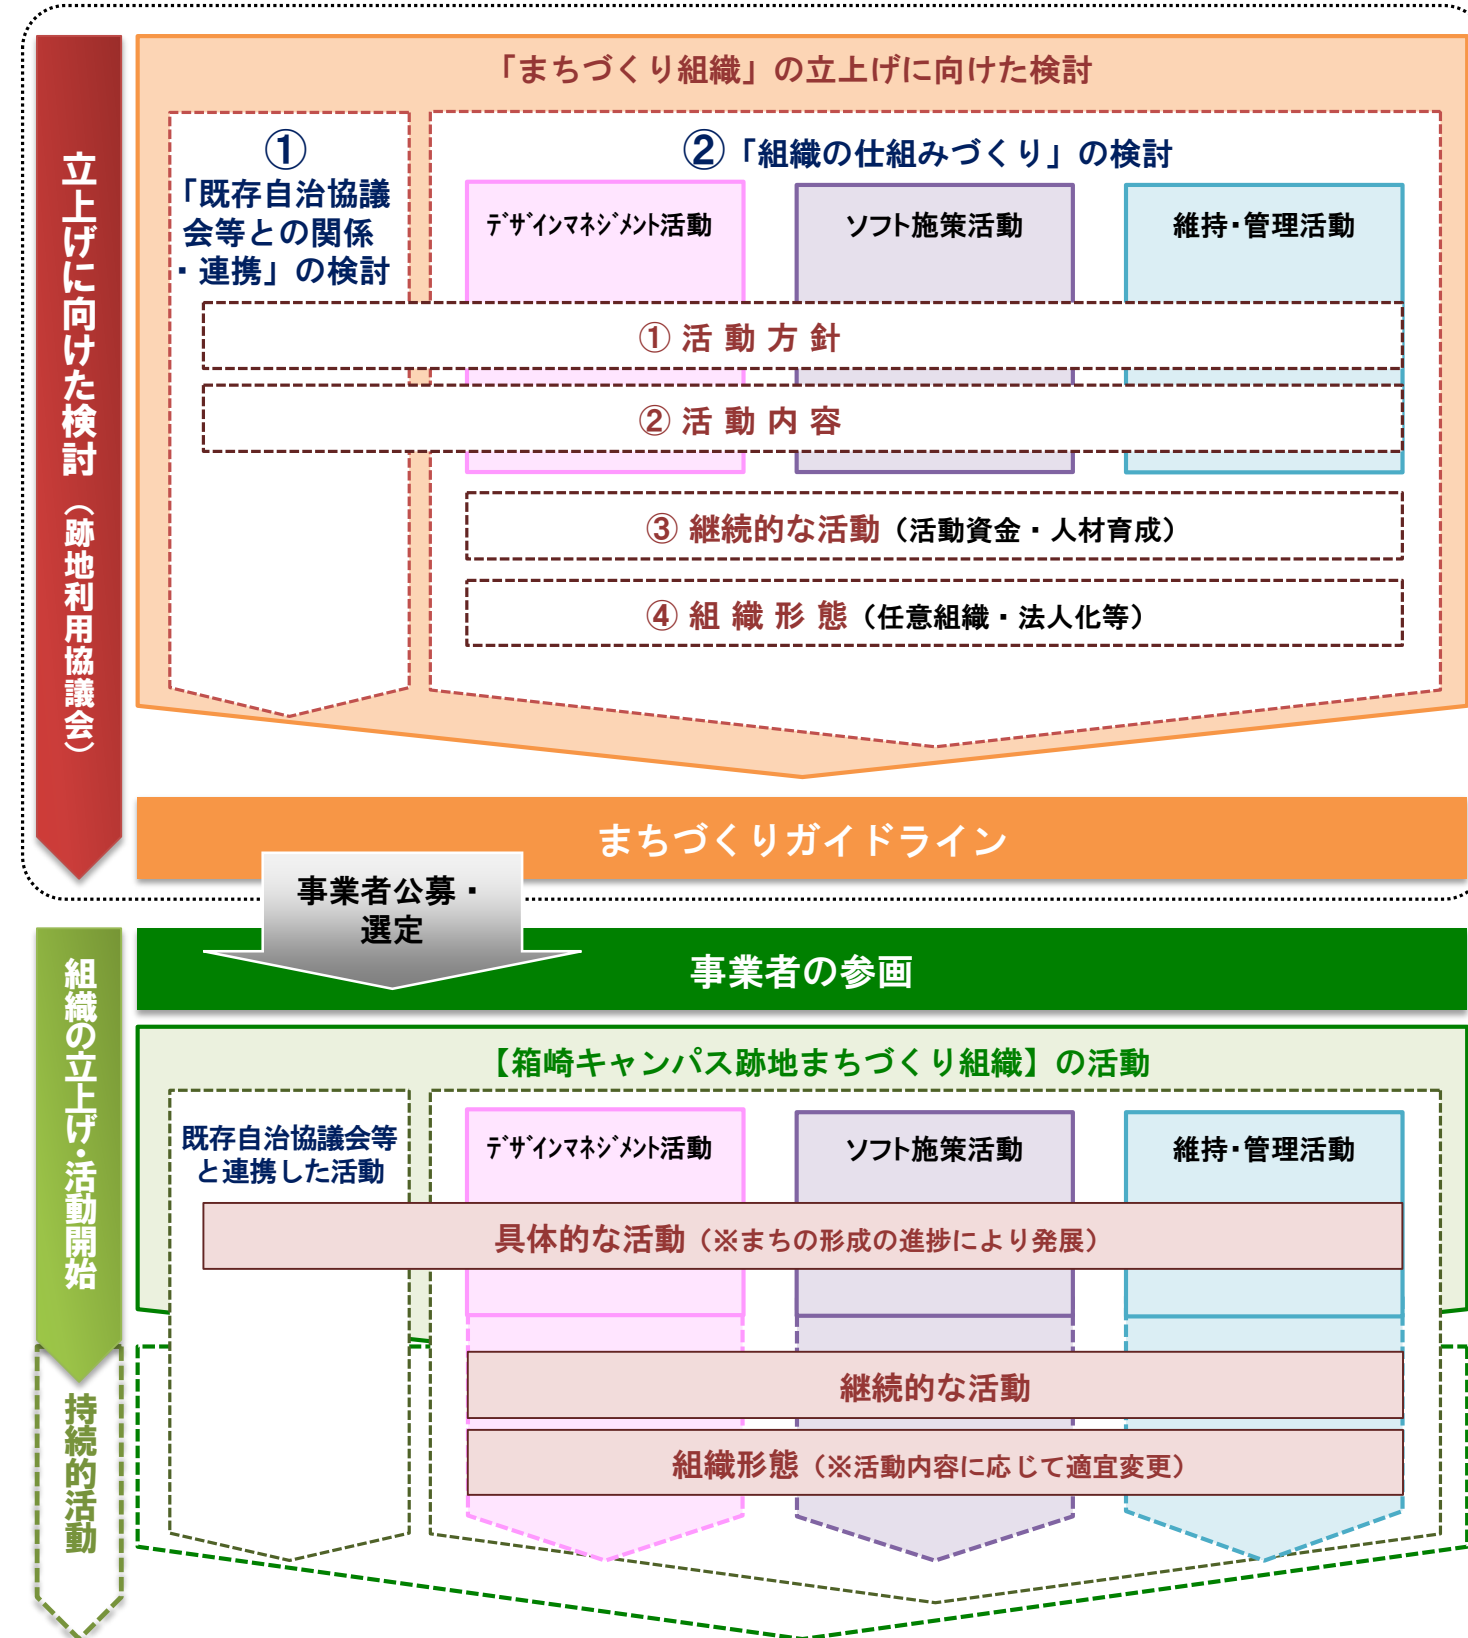 「まちづくり組織」の立上げに向けた検討
立上げに向けた検討（跡地利用協議会）
①
「既存自治協議
会等との関係
・連携」の検討
②「組織の仕組みづくり」の検討
ﾃﾞｻﾞｲﾝﾏﾈｼﾞﾒﾝﾄ活動
ソフト施策活動
維持・管理活動
① 活 動 方 針
② 活 動 内 容
③ 継続的な活動（活動資金・人材育成）
④ 組 織 形 態（任意組織・法人化等）
まちづくりガイドライン
事業者公募・
選定
事業者の参画
組織の立上げ・活動開始
【箱崎キャンパス跡地まちづくり組織】の活動
既存自治協議会等
と連携した活動
ﾃﾞｻﾞｲﾝﾏﾈｼﾞﾒﾝﾄ活動
ソフト施策活動
維持・管理活動
具体的な活動（※まちの形成の進捗により発展）
持続的活動
継続的な活動
組織形態（※活動内容に応じて適宜変更）